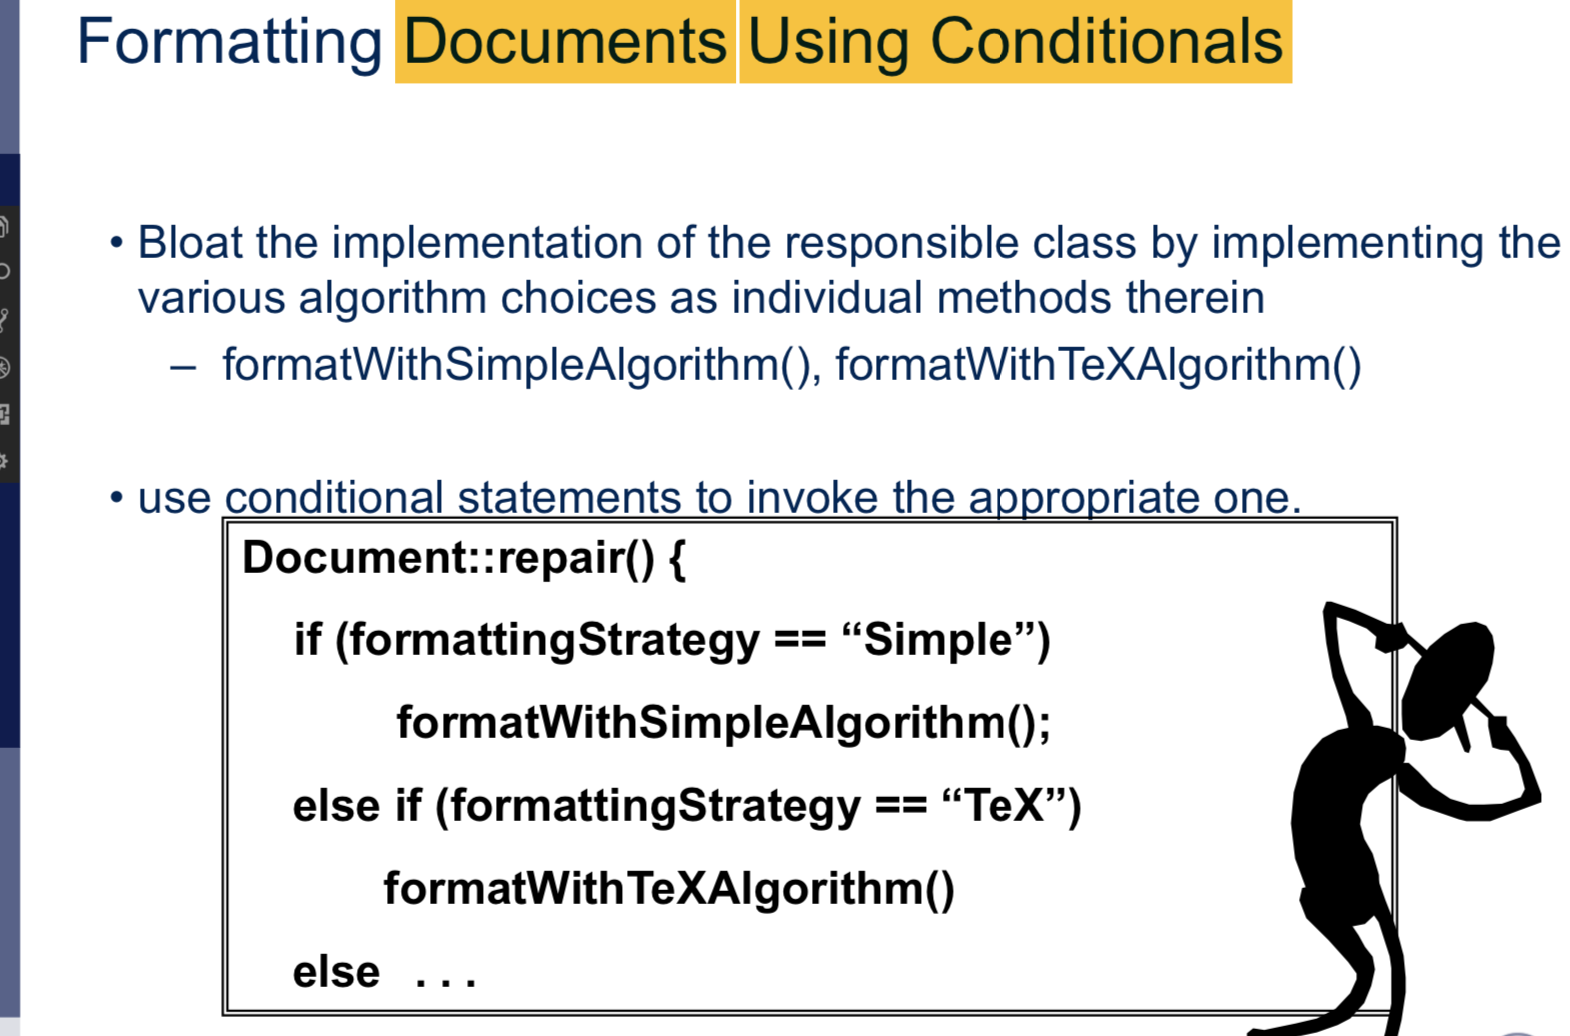 Formatting Documents Using Conditionals
• Bloat the implementation of the responsible class by implementing the
various algorithm choices as individual methods therein
– formatWithSimpleAlgorithm(), formatWithTeXAlgorithm()
• use conditional statements to invoke the appropriate one.
Document::repair() {
if (formattingStrategy == “Simple”)
formatWithSimpleAlgorithm();
else if (formattingStrategy == “TeX”)
formatWithTeXAlgorithm()
else . . .